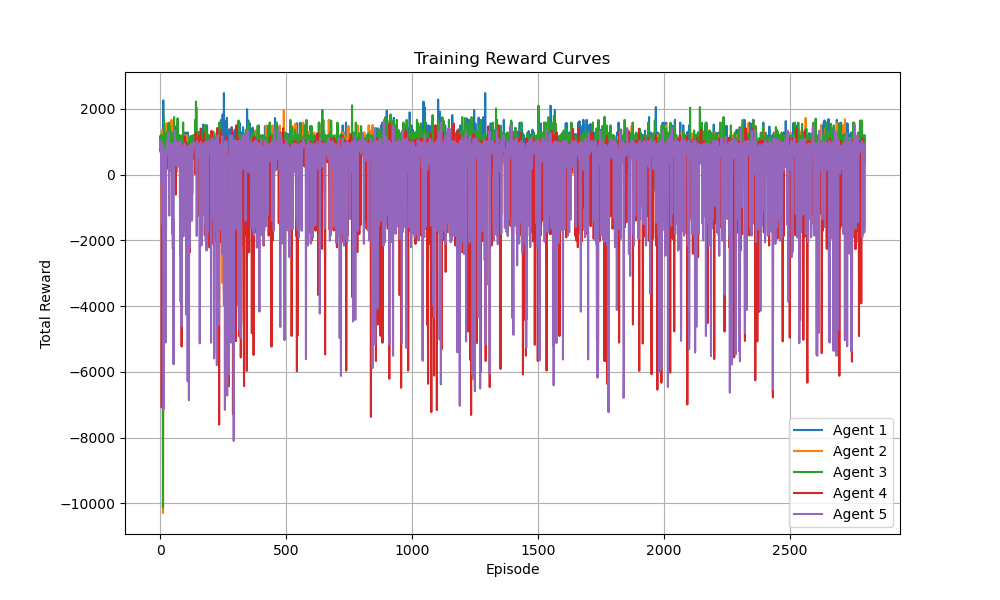 Training Reward Curves
Total Reward
2000
0
−2000
−4000
−6000
−8000
−10000
0 500 1000 1500 2000 2500
Episode
Agent 1
Agent 2
Agent 3
Agent 4
Agent 5